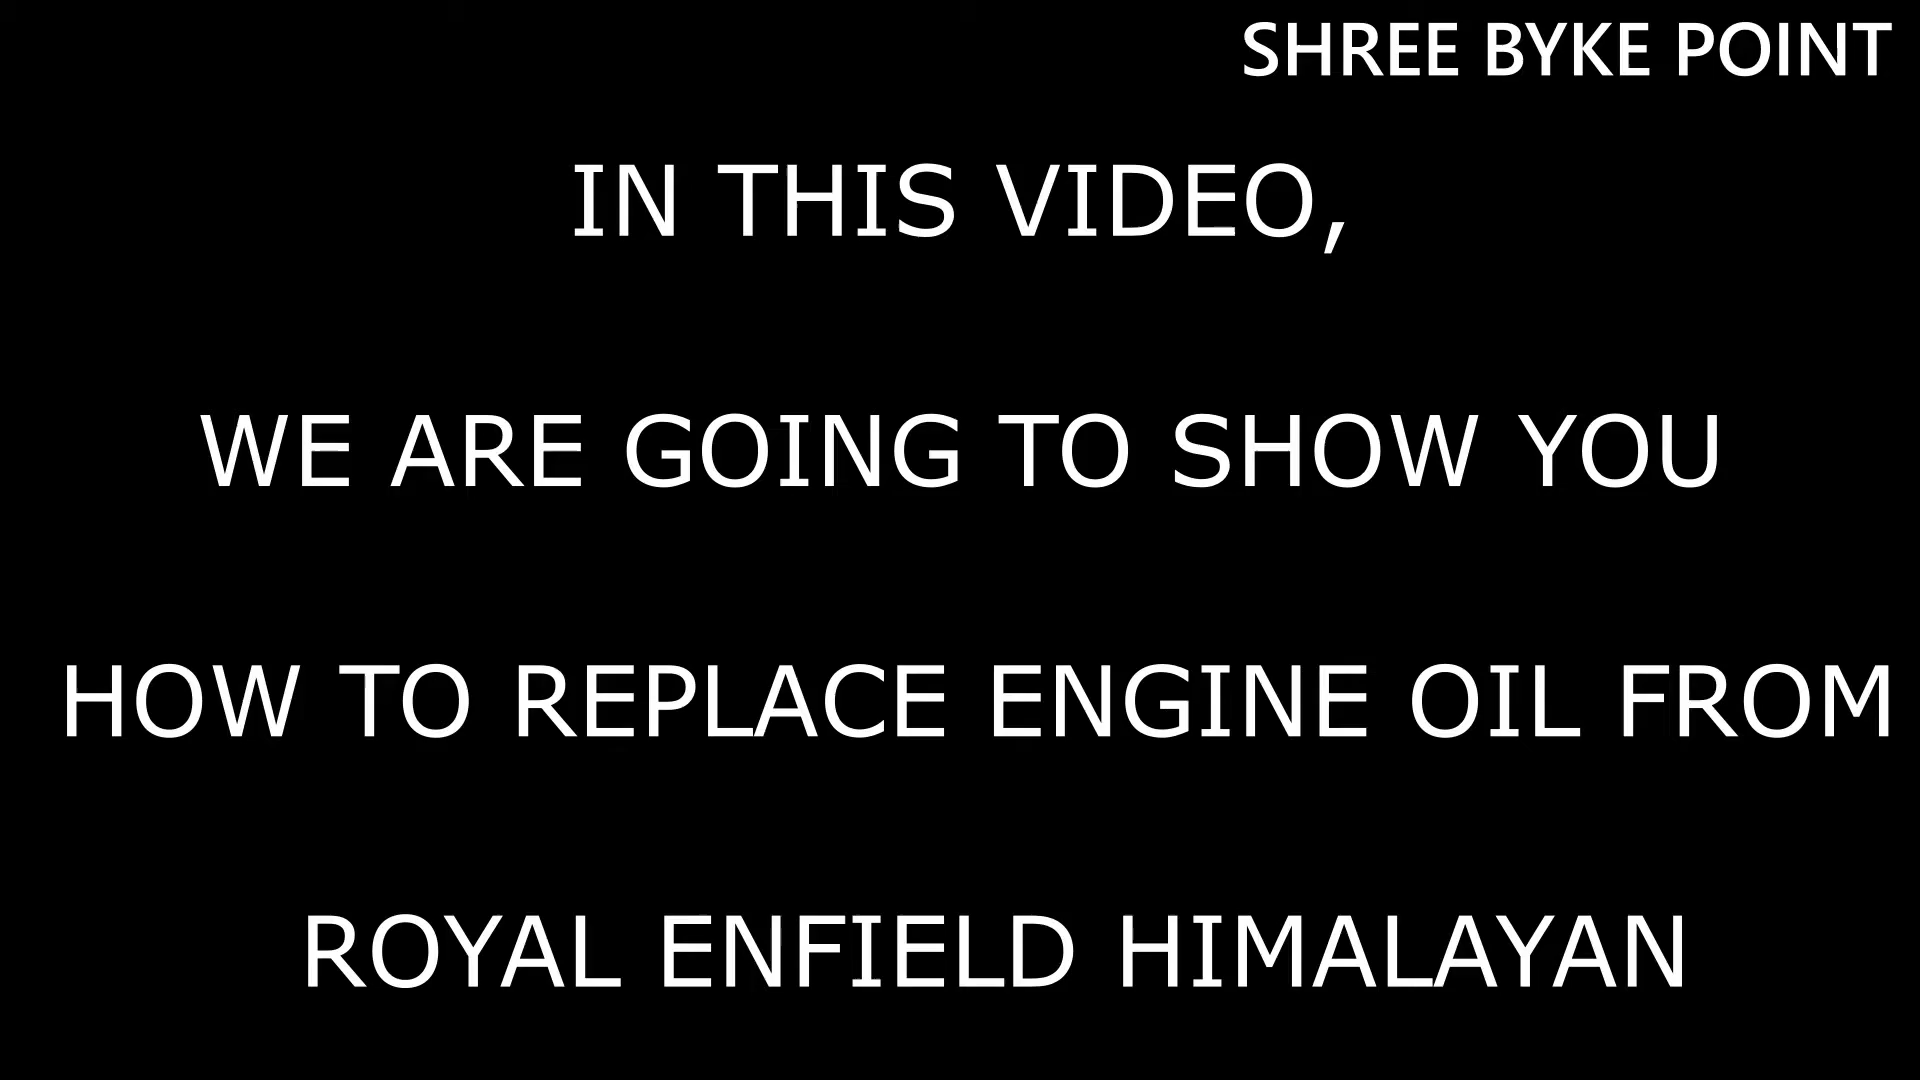 SHREE BYKE POINT
IN THIS VIDEO,
WE ARE GOING TO SHOW YOU
HOW TO REPLACE ENGINE OIL FROM
ROYAL ENFIELD HIMALAYAN